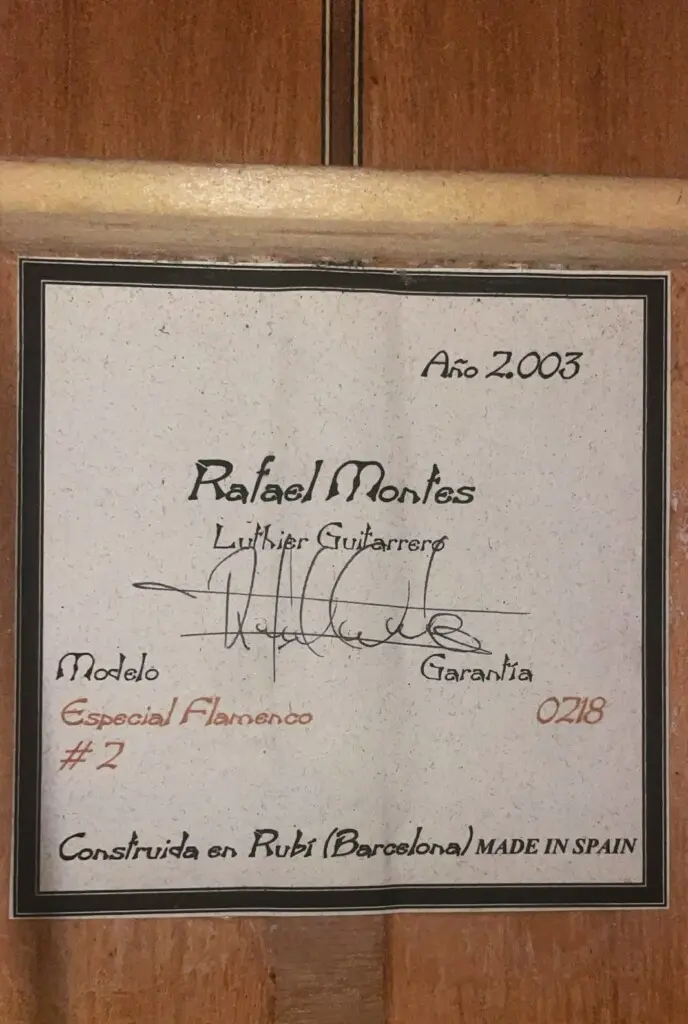 Año 2.003
Rafael Montes
Luthier Guitarrero
Modelo Garantía
Especial Flamenco 0218
# 2
Construida en Rubí (Barcelona) MADE IN SPAIN